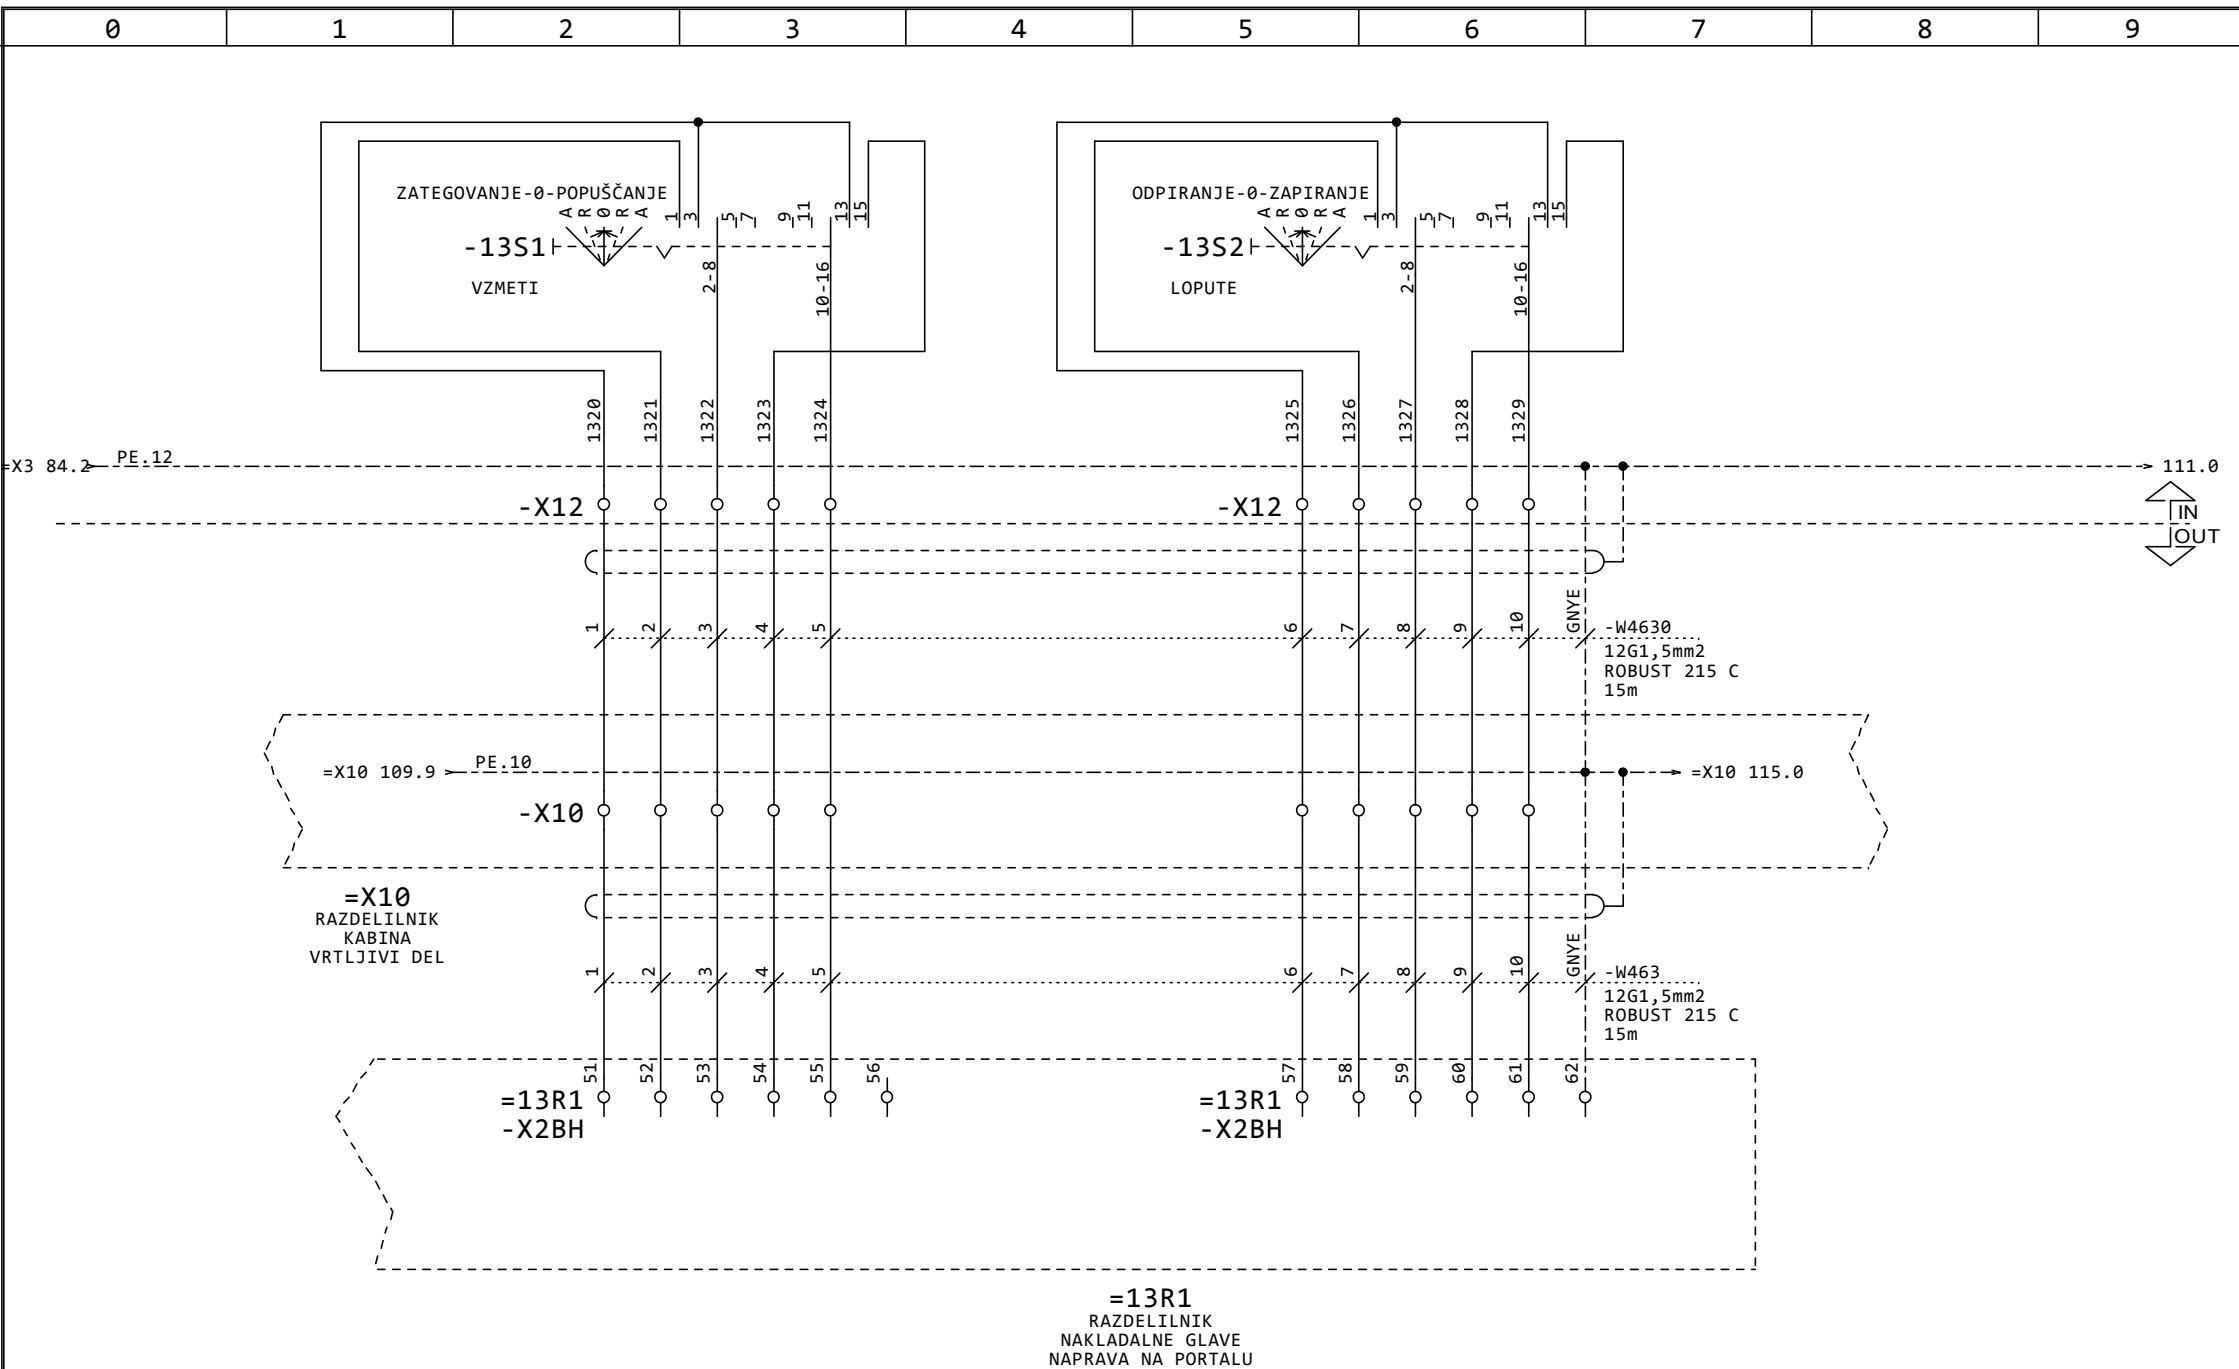 0 1 2 3 4 5 6 7 8 9
ZATEGOVANJE-0-POPUŠČANJE
A R 0 R A 1 3 5 7 9 11 13 15
-13S1
2-8
10-16
VZMETI
ODPIRANJE-0-ZAPIRANJE
A R 0 R A 1 3 5 7 9 11 13 15
-13S2
2-8
10-16
LOPUTE
1320 1321 1322 1323 1324 1325 1326 1327 1328 1329
=X3 84.2 PE.12 111.0
-X12 -X12
IN
OUT
1 2 3 4 5 6 7 8 9 10 GNYE -W4630
12G1,5mm2
ROBUST 215 C
15m
=X10 109.9 PE.10 =X10 115.0
-X10
=X10
RAZDELILNIK
KABINA
VRTLJIVI DEL
1 2 3 4 5 6 7 8 9 10 GNYE -W463
12G1,5mm2
ROBUST 215 C
15m
51 52 53 54 55 56 57 58 59 60 61 62
=13R1 =13R1
-X2BH -X2BH
=13R1
RAZDELILNIK
NAKLADALNE GLAVE
NAPRAVA NA PORTALU